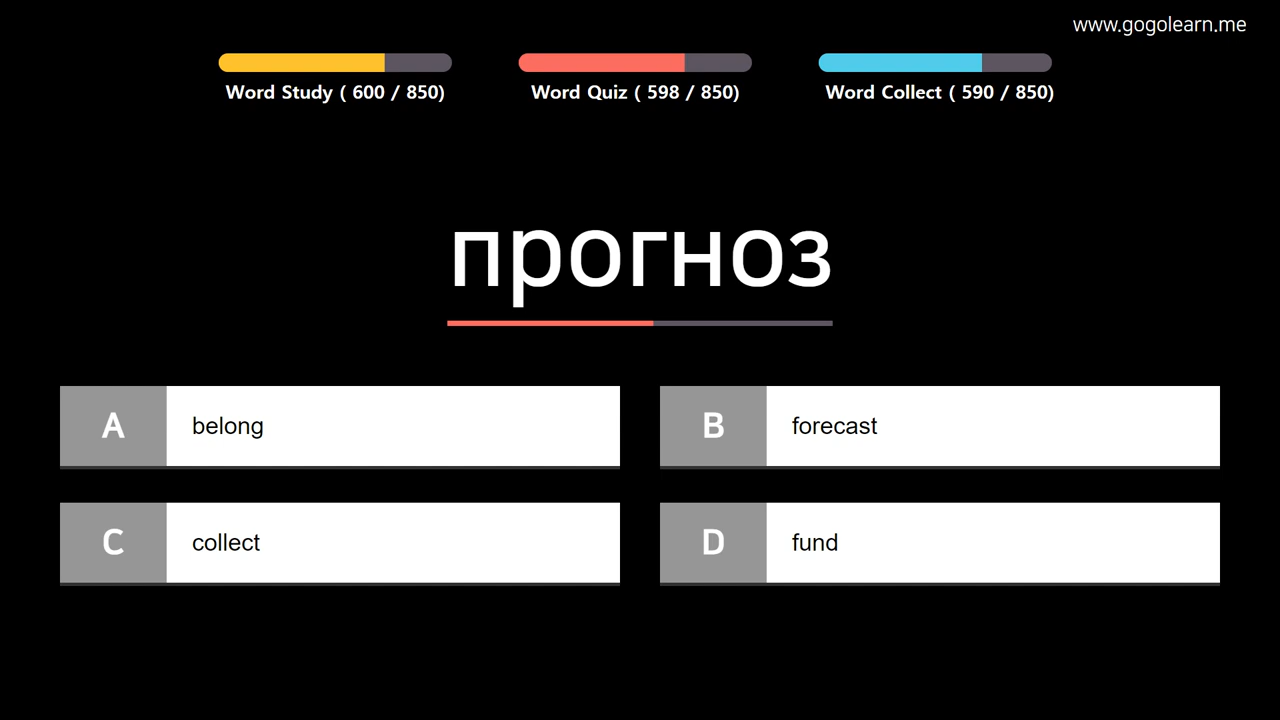 www.gogolearn.me
Word Study ( 600 / 850)
Word Quiz ( 598 / 850)
Word Collect ( 590 / 850)
прогноз
A belong
B forecast
C collect
D fund